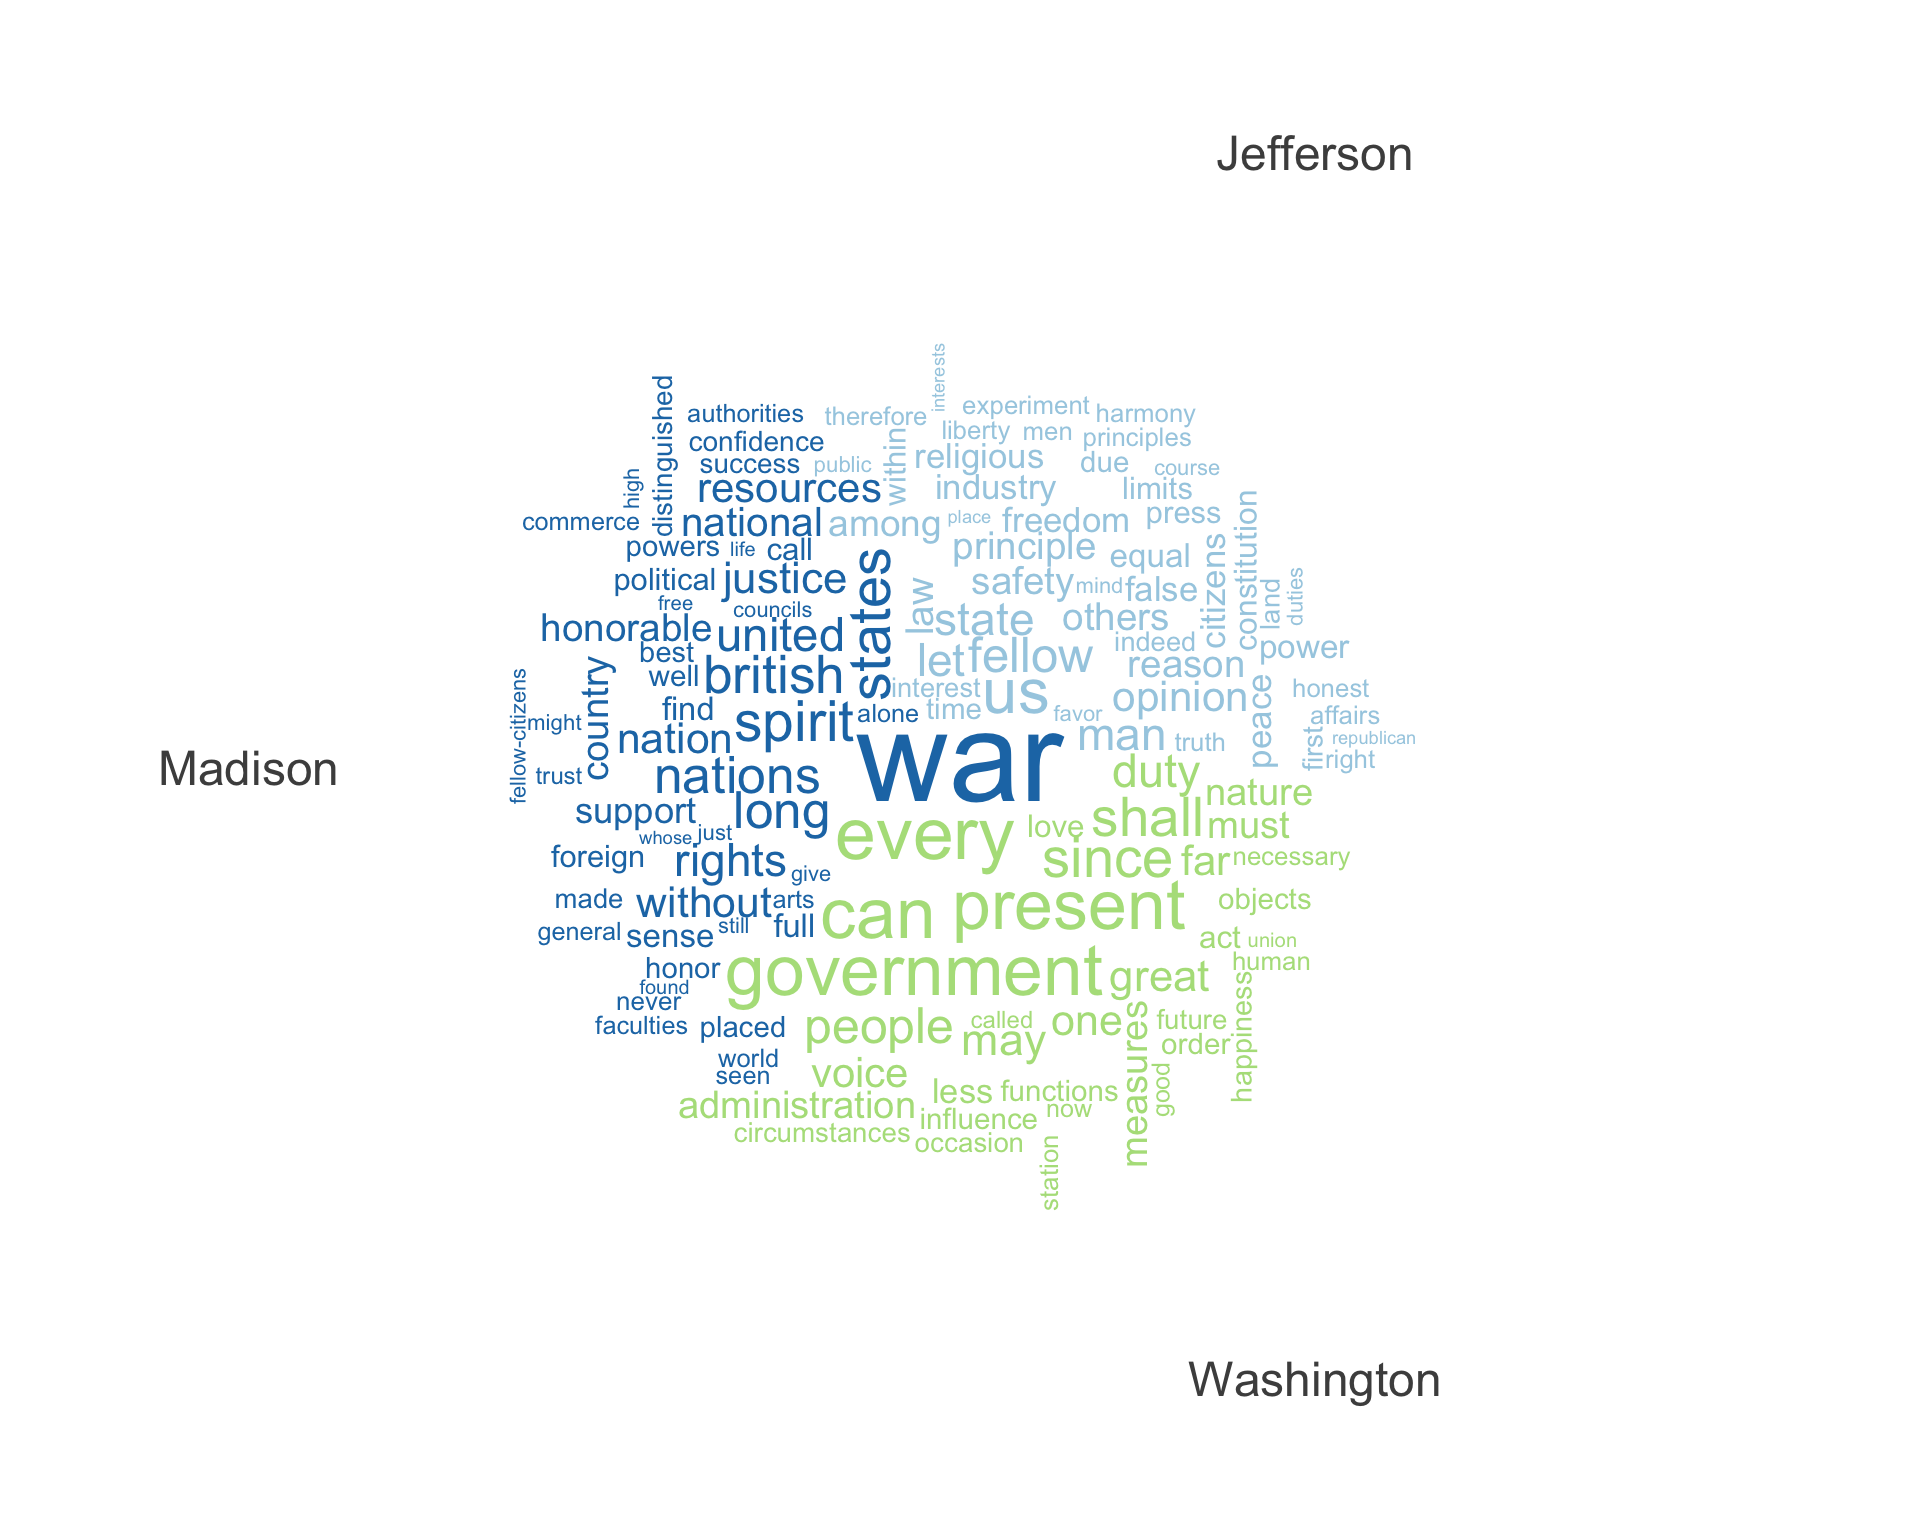 Jefferson
interests
distinguished
authorities
therefore
experiment
harmony
confidence
within
liberty
men
principles
success
public
religious
due
course
high
resources
industry
limits
commerce
national
among
place
freedom
press
citizens
constitution
powers
life
call
states
principle
equal
political
justice
law
safety
mind
false
land
duties
free
councils
honorable
united
state
others
best
let
fellow
indeed
power
country
well
british
interest
us
reason
peace
honest
fellow-citizens
might
find
spirit
alone
time
favor
opinion
affairs
nation
war
man
truth
first
republican
right
Madison
trust
nations
duty
nature
support
long
whose
just
every
love
shall
must
foreign
rights
give
since
far
necessary
made
without
arts
can
present
objects
general
sense
still
full
act
union
honor
found
government
great
human
never
faculties
placed
people
called
may
one
measures
future
order
happiness
world
seen
voice
administration
less
functions
good
circumstances
influence
now
occasion
station
Washington